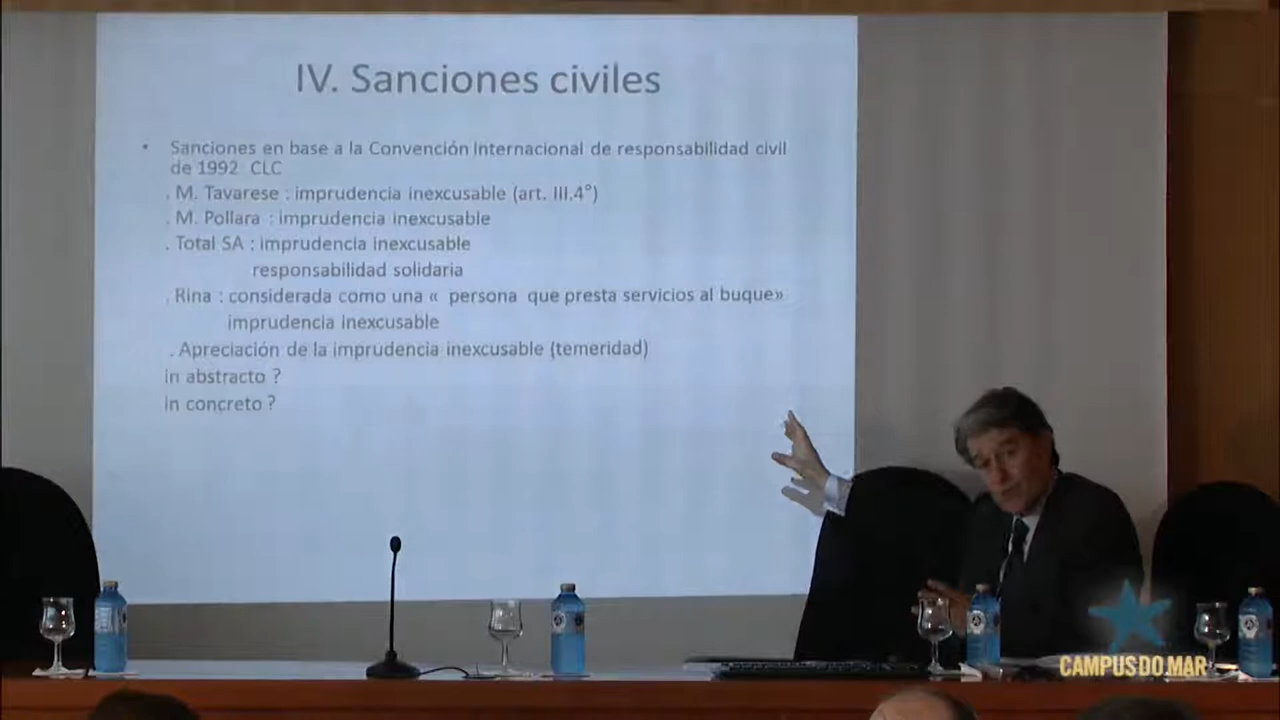 IV. Sanciones civiles
• Sanciones en base a la Convención Internacional de responsabilidad civil
de 1992 CLC
. M. Tavarese : imprudencia inexcusable (art. III.4°)
. M. Pollara : imprudencia inexcusable
. Total SA : imprudencia inexcusable
responsabilidad solidaria
. Rina : considerada como una « persona que presta servicios al buque»
imprudencia inexcusable
. Apreciación de la imprudencia inexcusable (temeridad)
in abstracto ?
in concreto ?
CAMPUS DO MAR